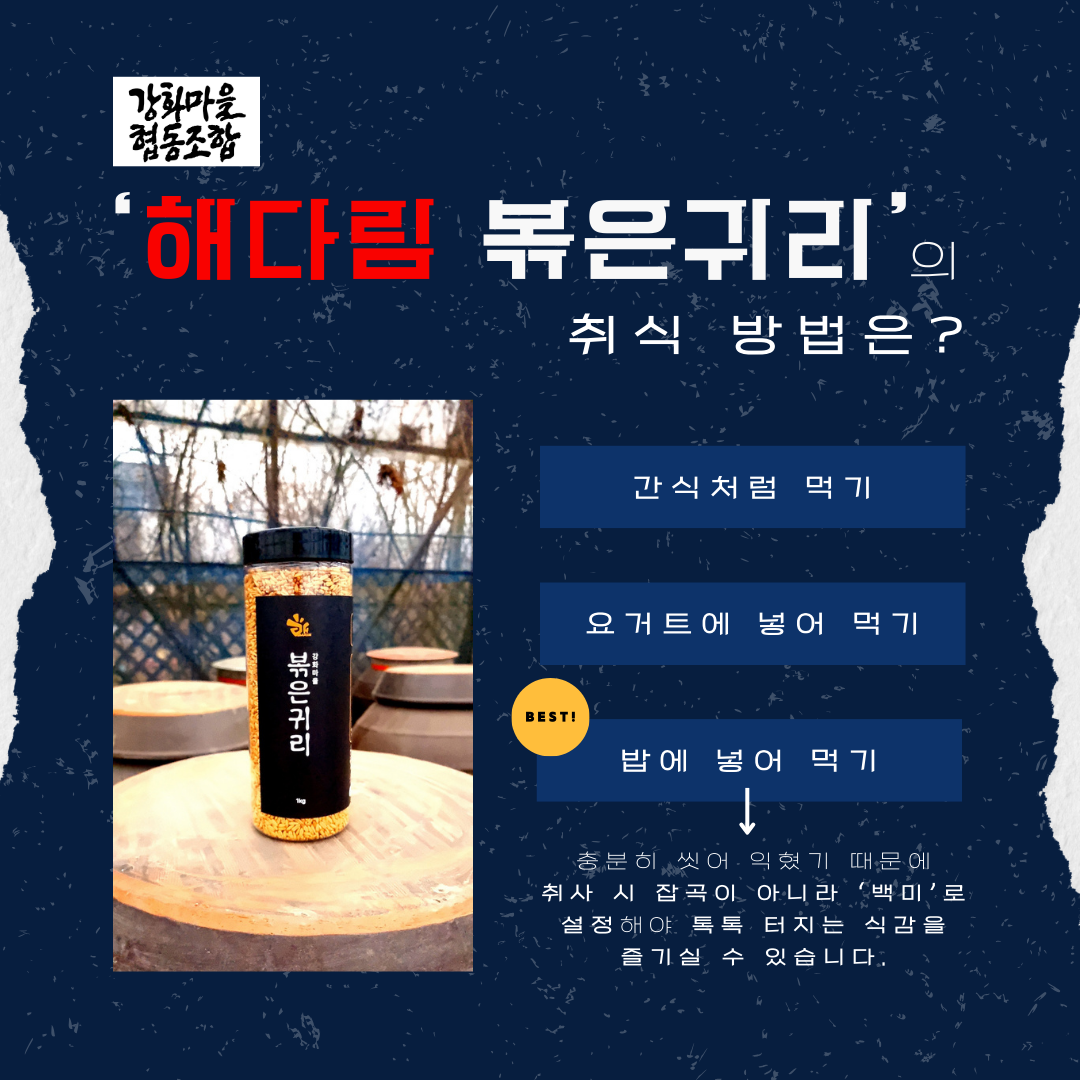 강화마을
협동조합
‘해다림 볶은귀리’의
취식 방법은?
간식처럼 먹기
요거트에 넣어 먹기
BEST!
밥에 넣어 먹기
충분히 씻어 익혔기 때문에
취사 시 잡곡이 아니라 ‘백미’로
설정해야 톡톡 터지는 식감을
즐기실 수 있습니다.
강화마을
볶은귀리
1kg